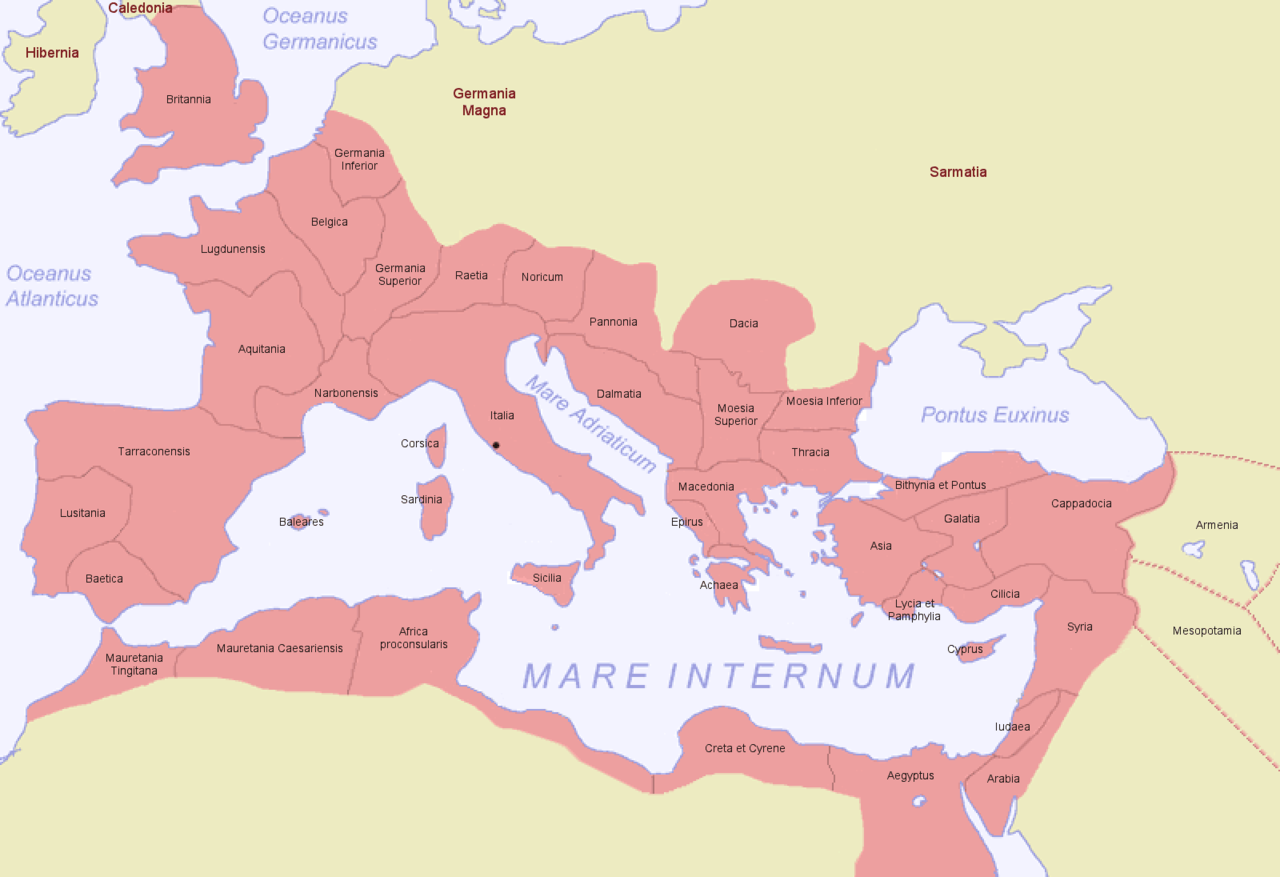 Caledonia
Oceanus
Germanicus
Hibernia
Britannia
Germania
Magna
Germania
Inferior
Sarmatia
Belgica
Lugdunensis
Oceanus
Atlanticus
Germania
Superior
Raetia
Noricum
Pannonia
Dacia
Aquitania
Narbonensis
Italia
Mare Adriaticum
Dalmatia
Moesia
Superior
Moesia Inferior
Pontus Euxinus
Tarraconensis
Corsica
Thracia
Macedonia
Bithynia et Pontus
Cappadocia
Sardinia
Lusitania
Baleares
Epirus
Galatia
Armenia
Asia
Baetica
Sicilia
Achaea
Cilicia
Lycia et
Pamphylia
Syria
Mesopotamia
Mauretania
Tingitana
Mauretania Caesariensis
Africa
proconsularis
Cyprus
MARE INTERNUM
Iudaea
Creta et Cyrene
Aegyptus
Arabia